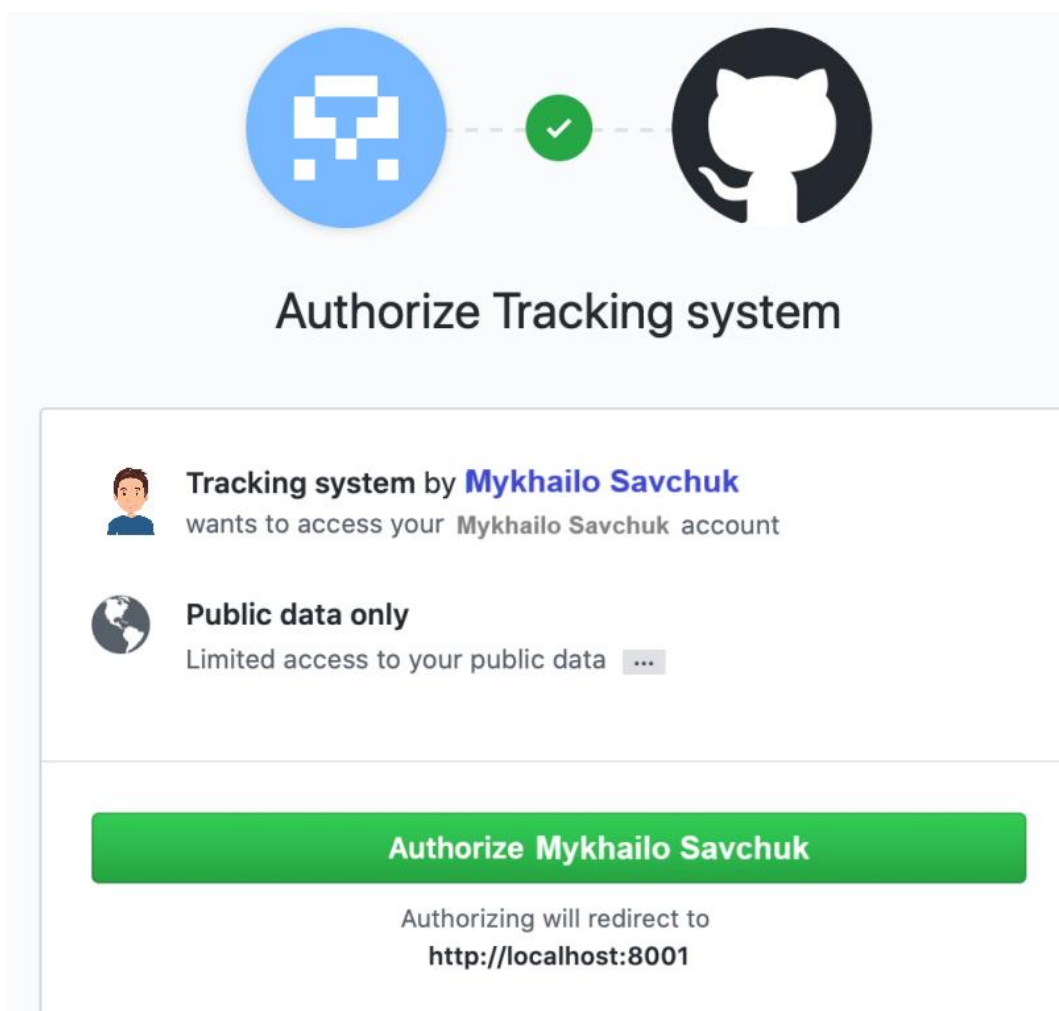 Authorize Tracking system
Tracking system by Mykhailo Savchuk
wants to access your Mykhailo Savchuk account
Public data only
Limited access to your public data ...
Authorize Mykhailo Savchuk
Authorizing will redirect to
http://localhost:8001